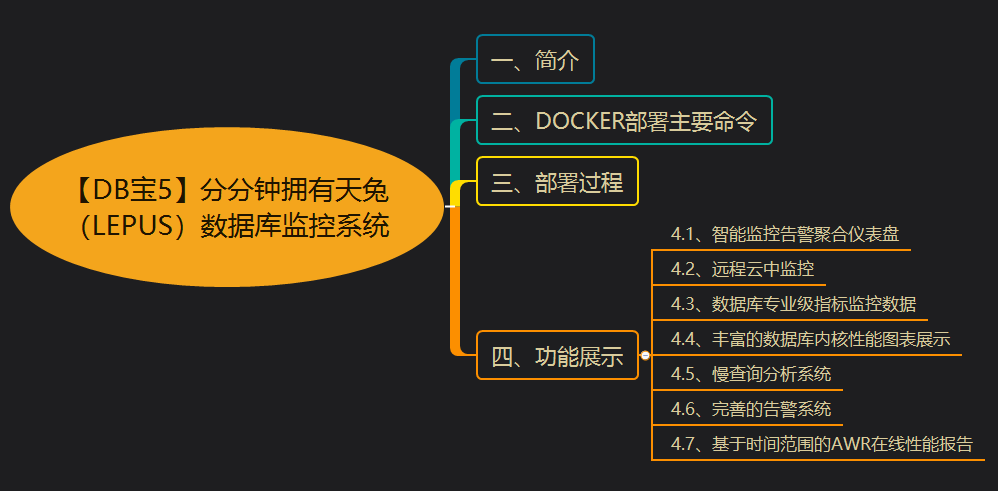 【DB宝5】分分钟拥有天兔
（LEPUS）数据库监控系统
一、简介
二、DOCKER部署主要命令
三、部署过程
四、功能展示
4.1、智能监控告警聚合仪表盘
4.2、远程云中监控
4.3、数据库专业级指标监控数据
4.4、丰富的数据库内核性能图表展示
4.5、慢查询分析系统
4.6、完善的告警系统
4.7、基于时间范围的AWR在线性能报告